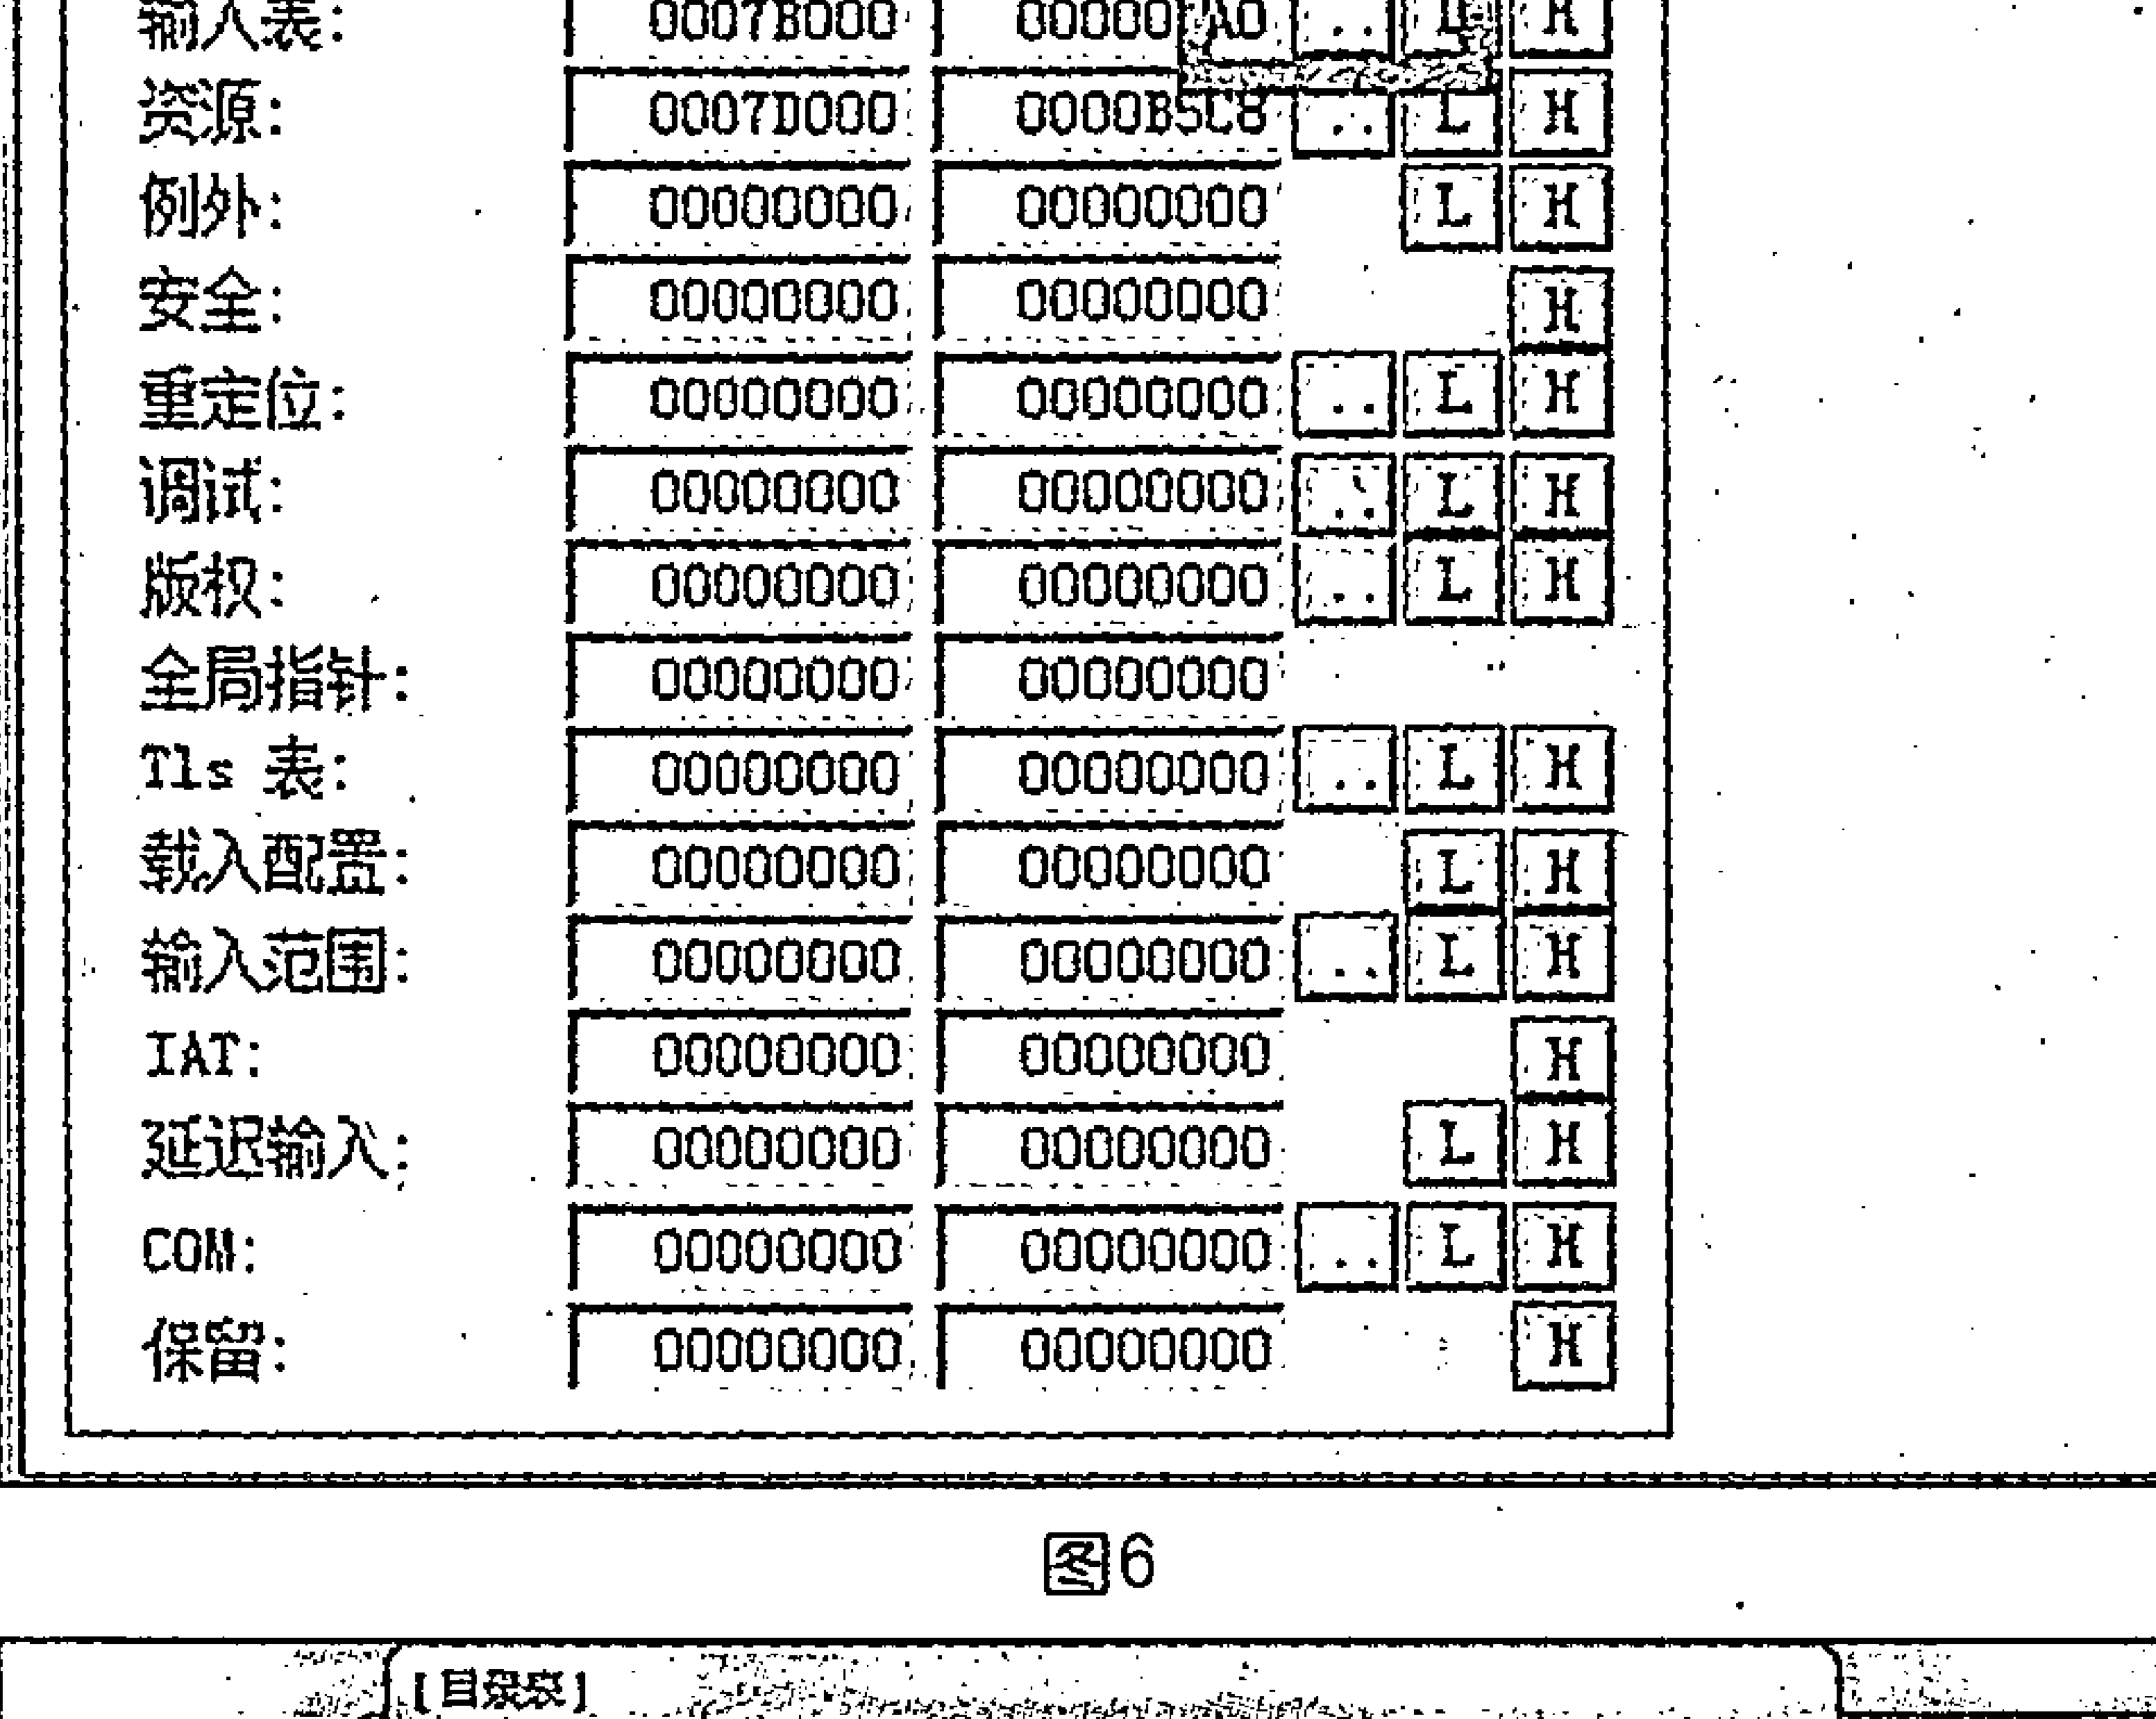 输入表: 0007B000 00000 A0 .. L H
资源: 0007D000 0000B5C8 .. L H
例外: 00000000 00000000 L H
安全: 00000000 00000000 H
重定位: 00000000 00000000 .. L H
调试: 00000000 00000000 .. L H
版权: 00000000 00000000 .. L H
全局指针: 00000000 00000000
Tls 表: 00000000 00000000 .. L H
载入配置: 00000000 00000000 L H
输入范围: 00000000 00000000 .. L H
IAT: 00000000 00000000 H
延迟输入: 00000000 00000000 L H
COM: 00000000 00000000 .. L H
保留: 00000000 00000000 H
图6
[目录表]